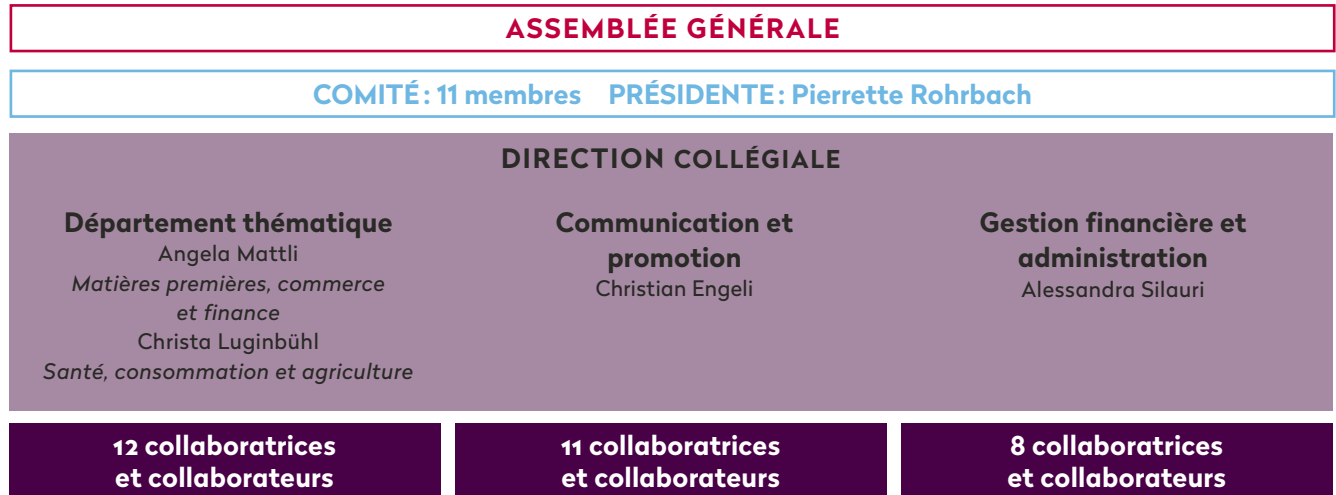 ASSEMBLÉE GÉNÉRALE
COMITÉ: 11 membres PRÉSIDENTE: Pierrette Rohrbach
DIRECTION COLLÉGIALE
Département thématique
Angela Mattli
Matières premières, commerce
et finance
Christa Luginbühl
Santé, consommation et agriculture
Communication et
promotion
Christian Engeli
Gestion financière et
administration
Alessandra Silauri
12 collaboratrices
et collaborateurs
11 collaboratrices
et collaborateurs
8 collaboratrices
et collaborateurs